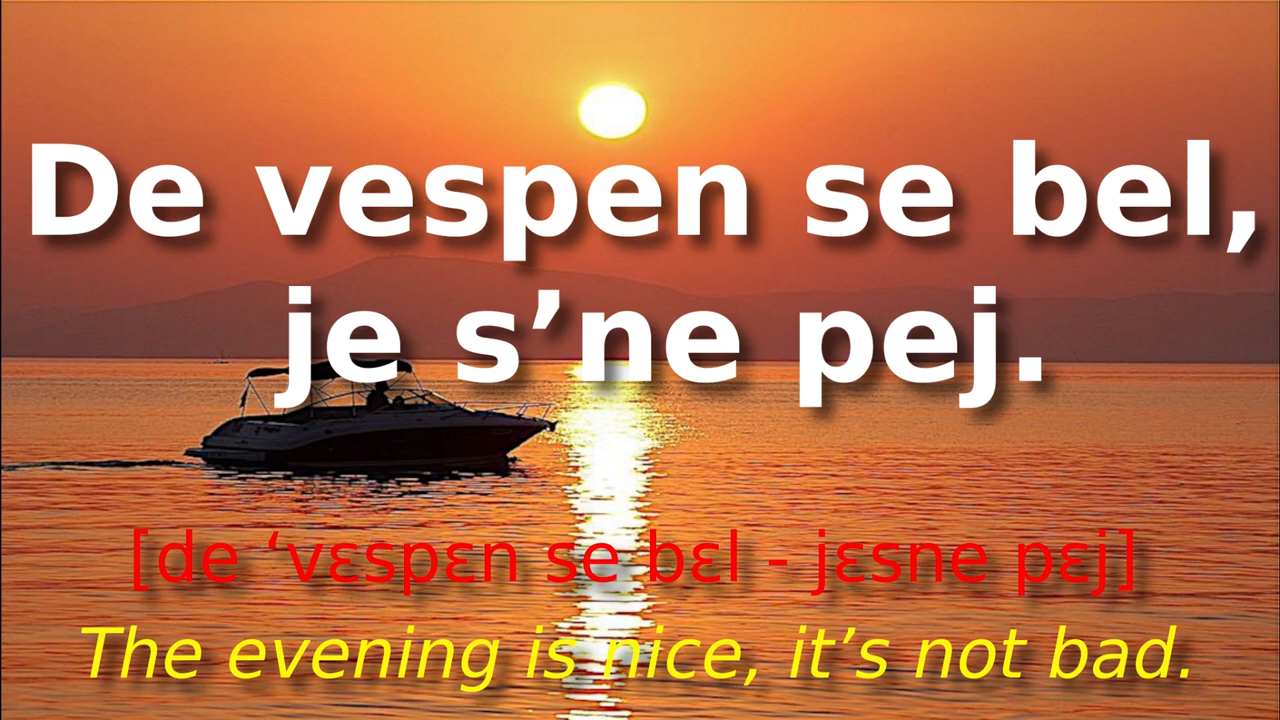 De vespen se bel,
je s’ne pej.
[de ‘vɛspɛn se bɛl - jɛsne pɛj]
The evening is nice, it’s not bad.